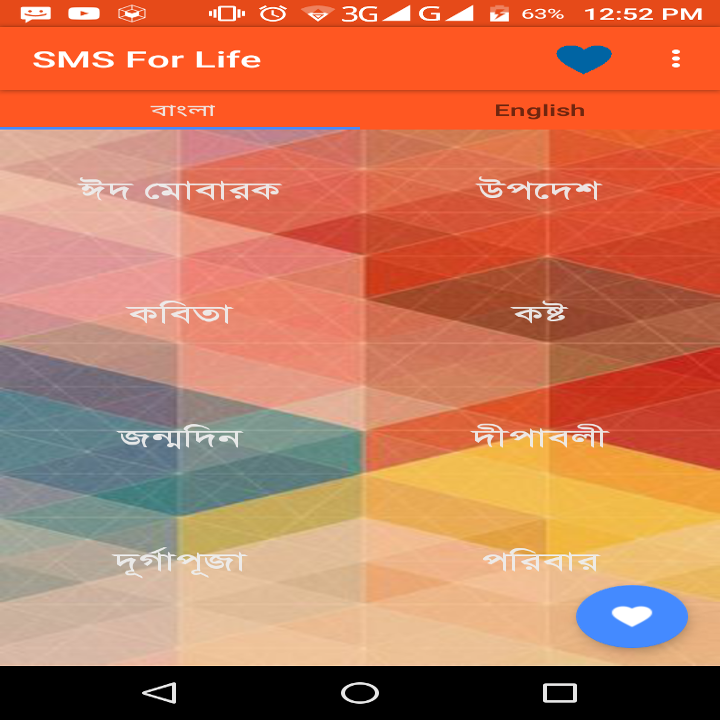 3G G 63% 12:52 PM
SMS For Life
বাংলা English
ঈদ মোবারক উপদেশ
কবিতা কষ্ট
জন্মদিন দীপাবলী
দূর্গাপূজা পরিবার